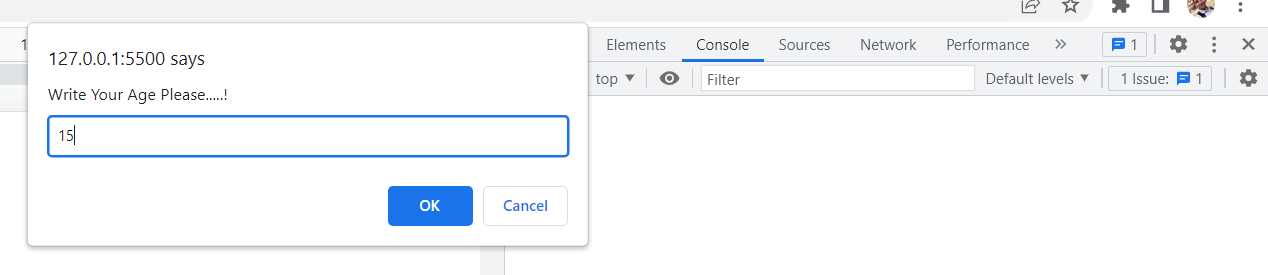 1
127.0.0.1:5500 says
Write Your Age Please.....!
15
OK
Cancel
Elements Console Sources Network Performance 1
top Filter Default levels 1 Issue: 1